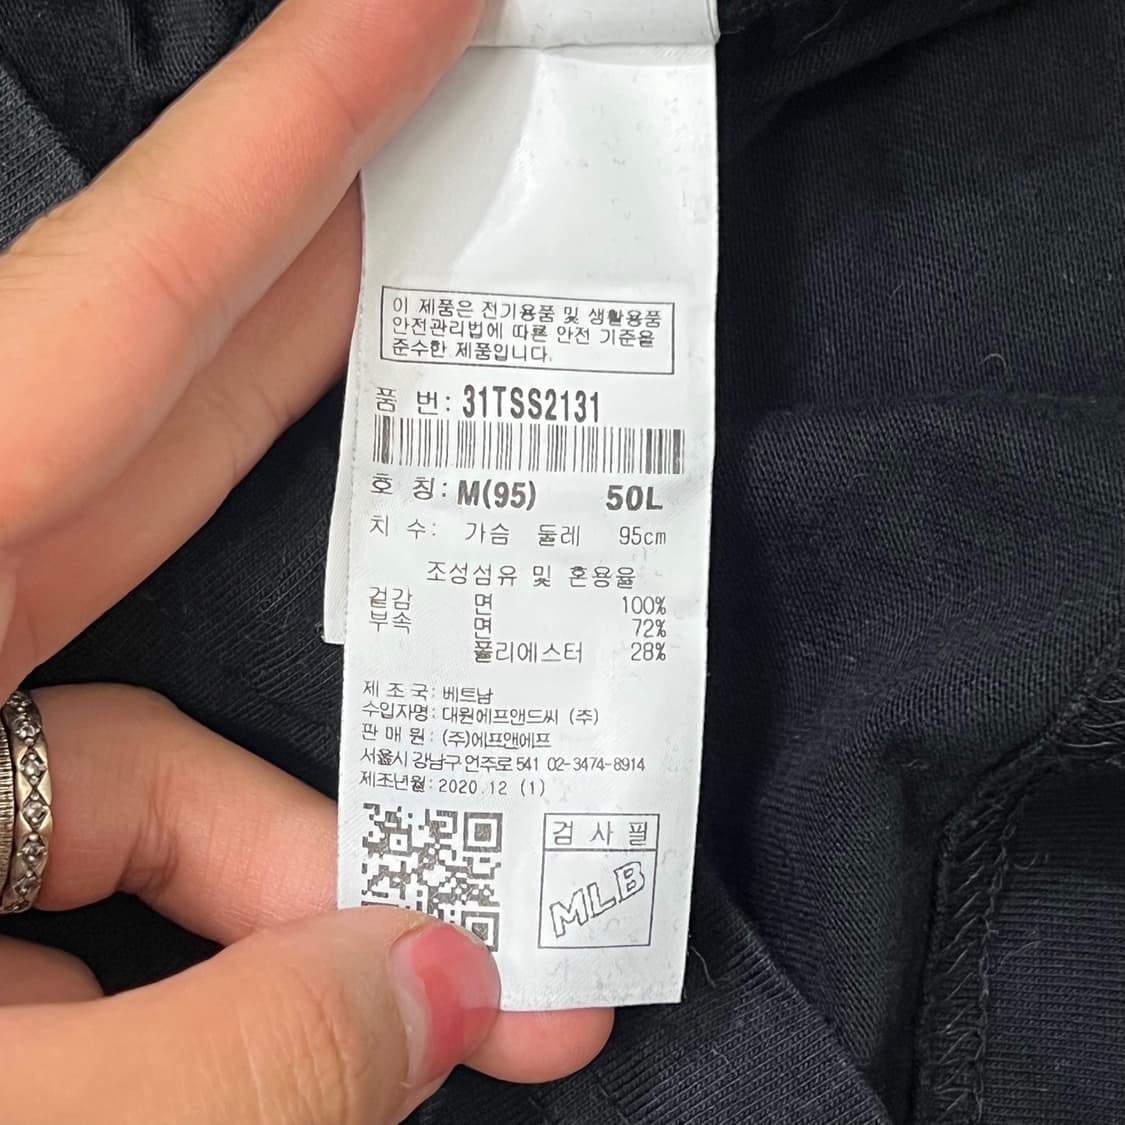 이 제품은 전기용품 및 생활용품
안전관리법에 따른 안전 기준을
준수한 제품입니다.
품 번: 31TSS2131
호 칭: M(95) 50L
치 수: 가슴 둘레 95cm
조성섬유 및 혼용율
겉감 면 100%
부속 면 72%
폴리에스터 28%
제 조 국: 베트남
수입자명: 대원에프앤드씨 (주)
판 매 원: (주)에프앤에프
서울시 강남구 언주로 541 02-3474-8914
제조년월: 2020.12 (1)
검 사 필
MLB